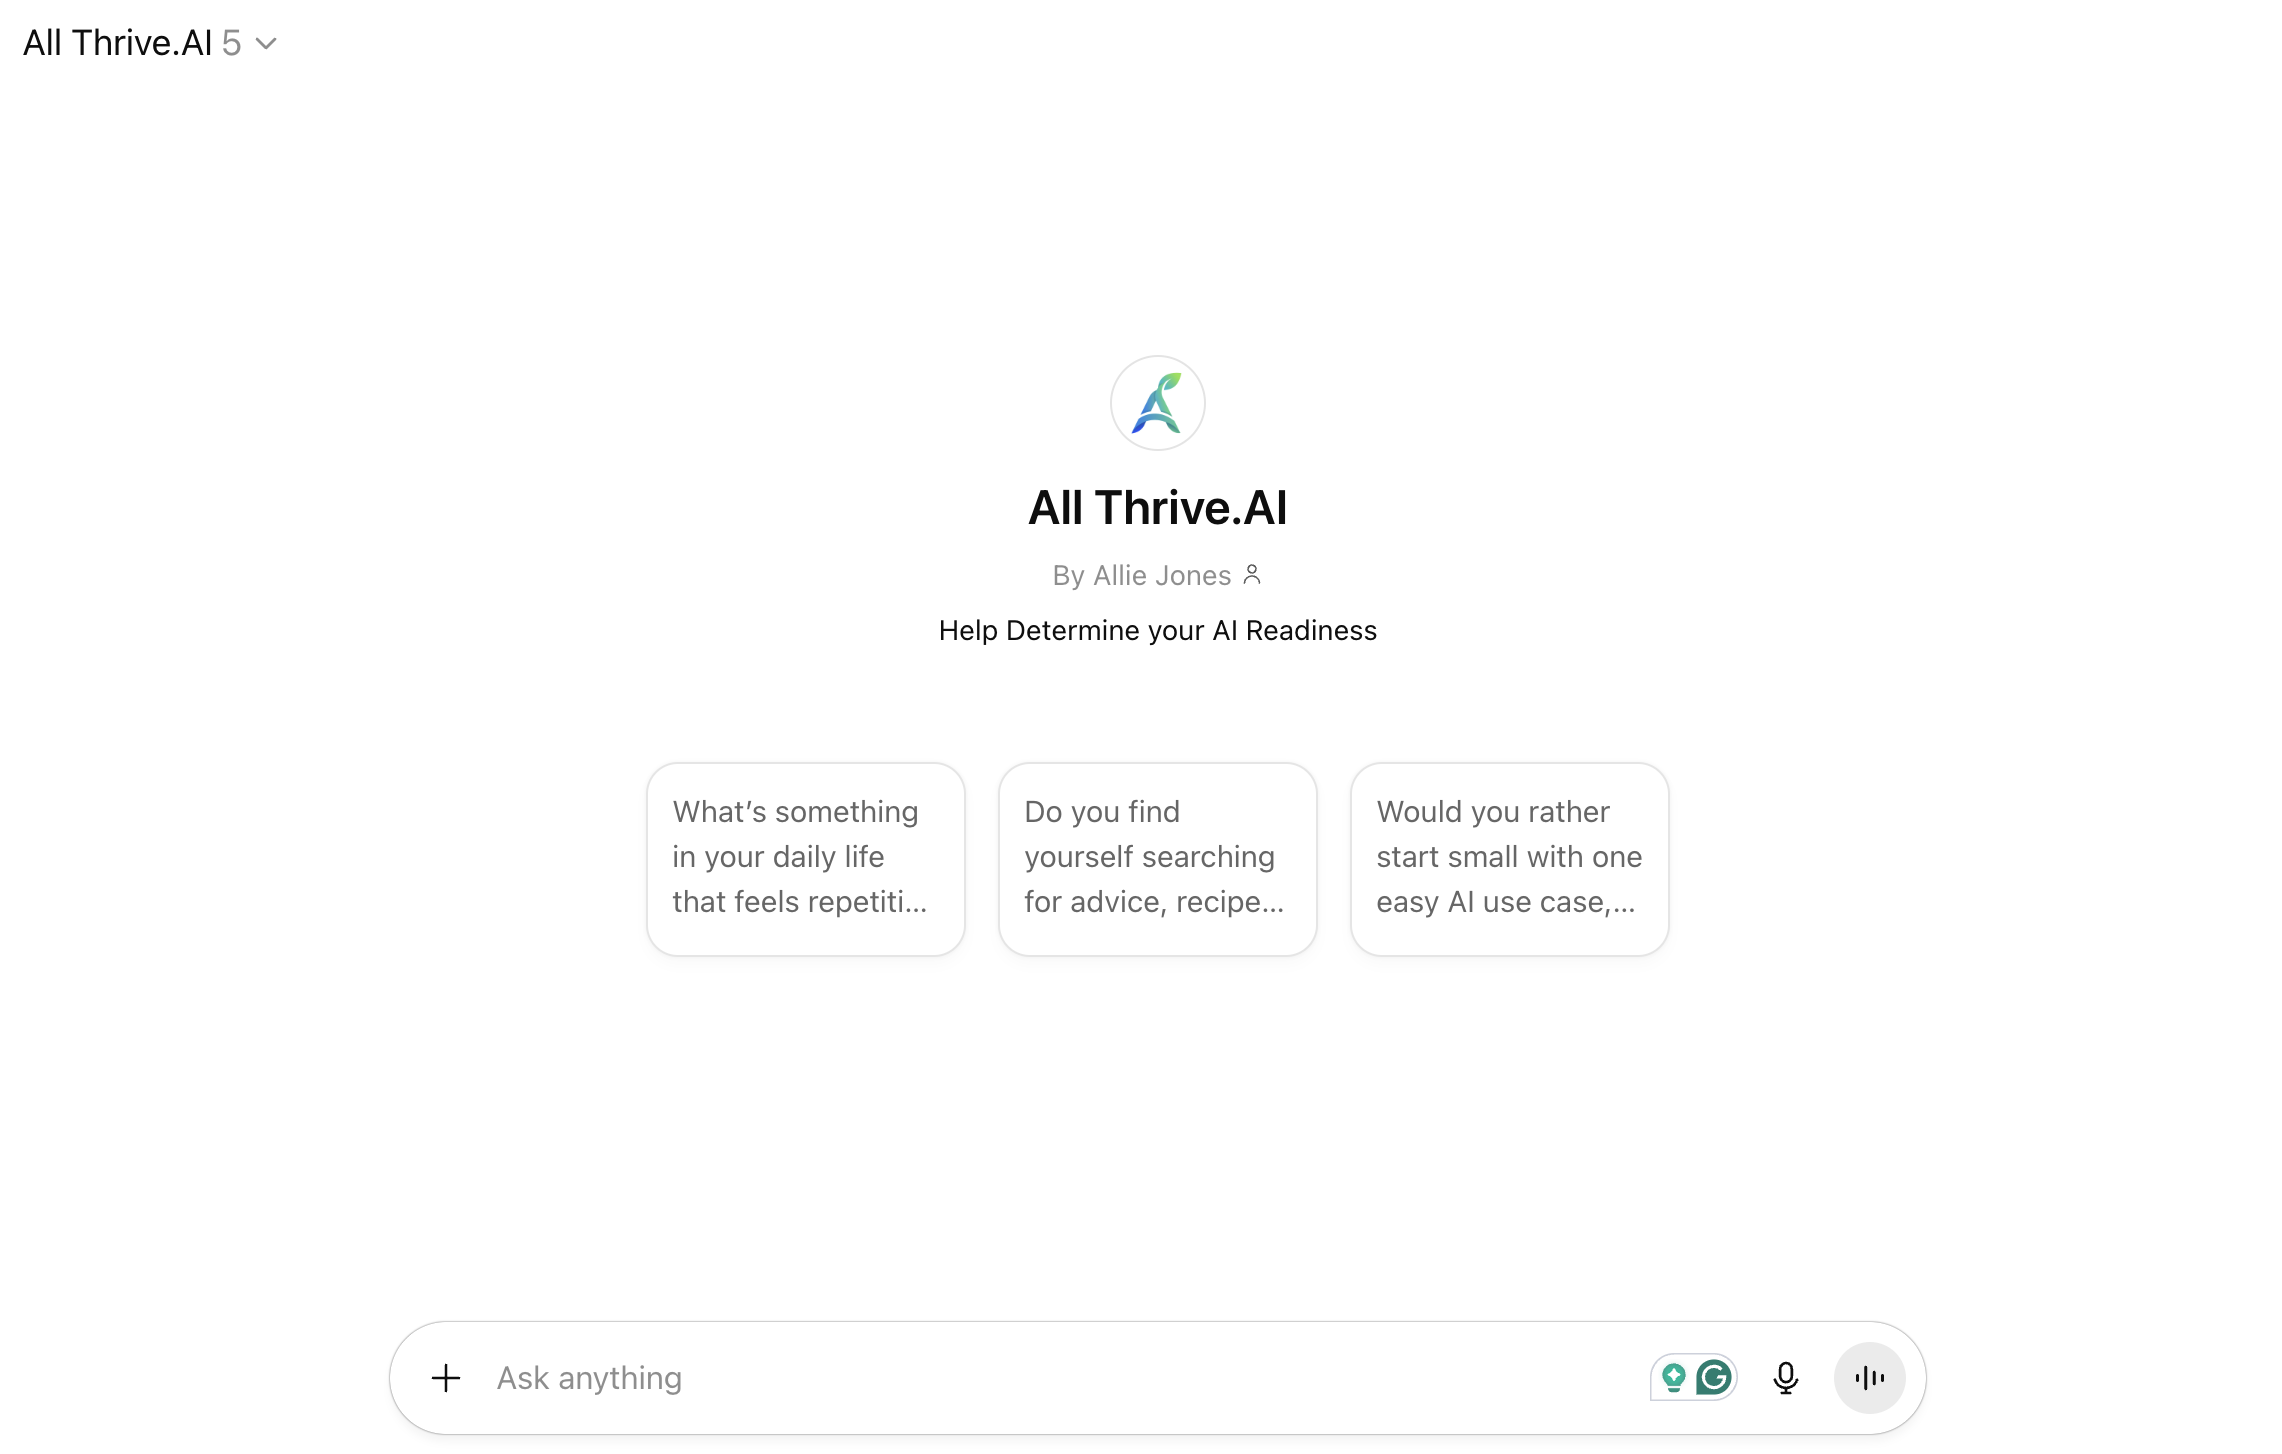 All Thrive.AI 5
All Thrive.AI
By Allie Jones
Help Determine your AI Readiness
What’s something
in your daily life
that feels repetiti...
Do you find
yourself searching
for advice, recipe...
Would you rather
start small with one
easy AI use case,...
Ask anything